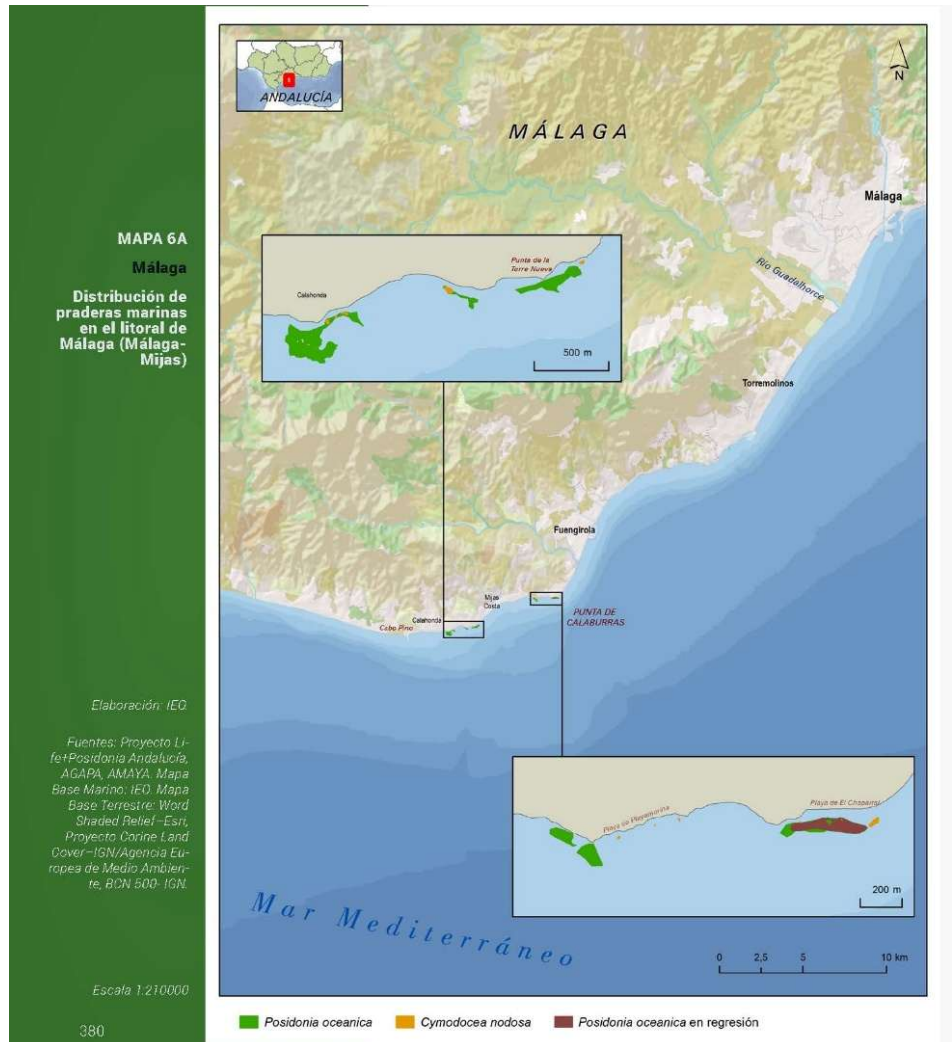 MAPA 6A
Málaga
Distribución de
praderas marinas
en el litoral de
Málaga (Málaga-
Mijas)
Elaboración: IEO.
Fuentes: Proyecto Li-
fe+Posidonia Andalucía,
AGAPA, AMAYA. Mapa
Base Marino: IEO. Mapa
Base Terrestre: Word
Shaded Relief–Esri,
Proyecto Corine Land
Cover–IGN/Agencia Eu-
ropea de Medio Ambien-
te, BCN 500- IGN.
Escala 1:210000
380
ANDALUCÍA
N
MÁLAGA
Málaga
Río Guadalhorce
Punta de la
Torre Nueva
Calahonda
500 m
Torremolinos
Fuengirola
Mijas
Costa
Calahonda
Cabo Pino
PUNTA DE
CALABURRAS
Playa de Playamarina
Playa de El Chaparral
200 m
Mar Mediterráneo
0 2,5 5 10 km
Posidonia oceanica
Cymodocea nodosa
Posidonia oceanica en regresión